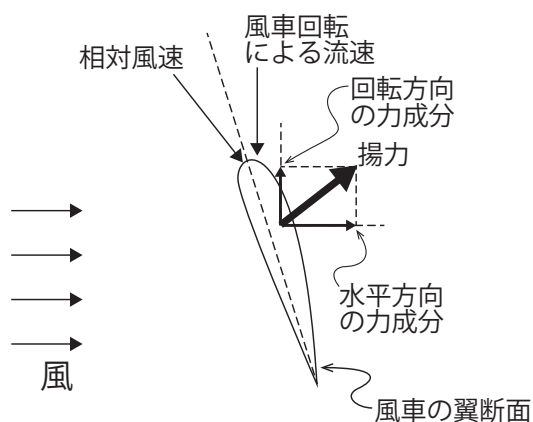 風車回転
による流速
相対風速
回転方向
の力成分
揚力
水平方向
の力成分
風
風車の翼断面